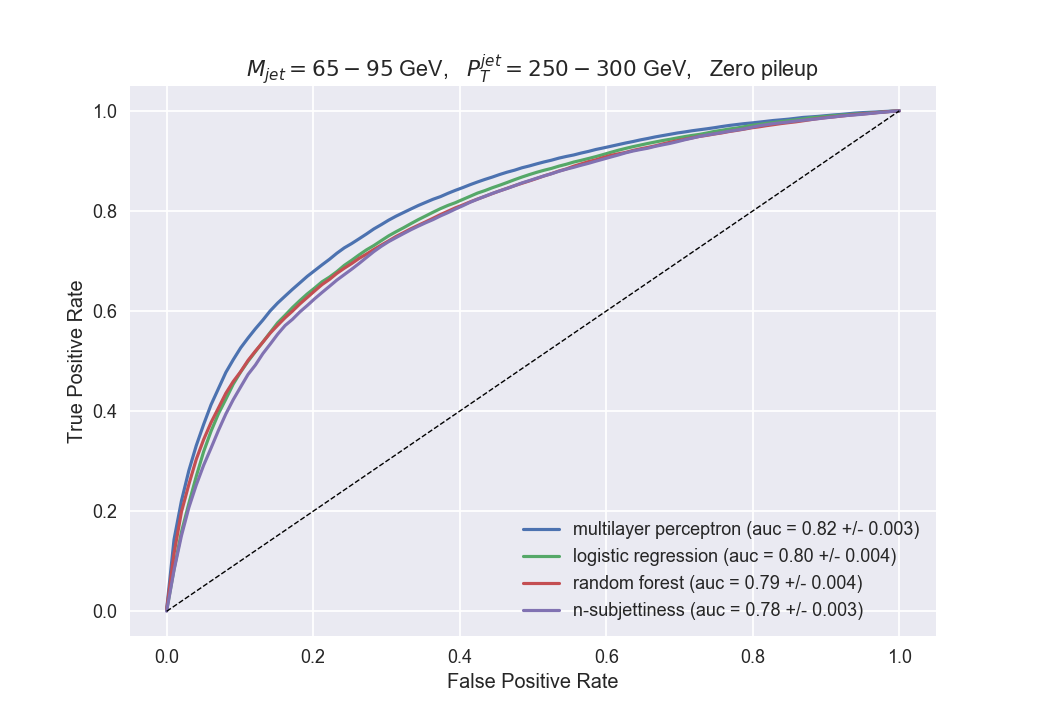 M_jet = 65 − 95 GeV, P_T^jet = 250 − 300 GeV, Zero pileup
1.0
0.8
0.6
0.4
0.2
0.0
True Positive Rate
multilayer perceptron (auc = 0.82 +/- 0.003)
logistic regression (auc = 0.80 +/- 0.004)
random forest (auc = 0.79 +/- 0.004)
n-subjettiness (auc = 0.78 +/- 0.003)
0.0 0.2 0.4 0.6 0.8 1.0
False Positive Rate